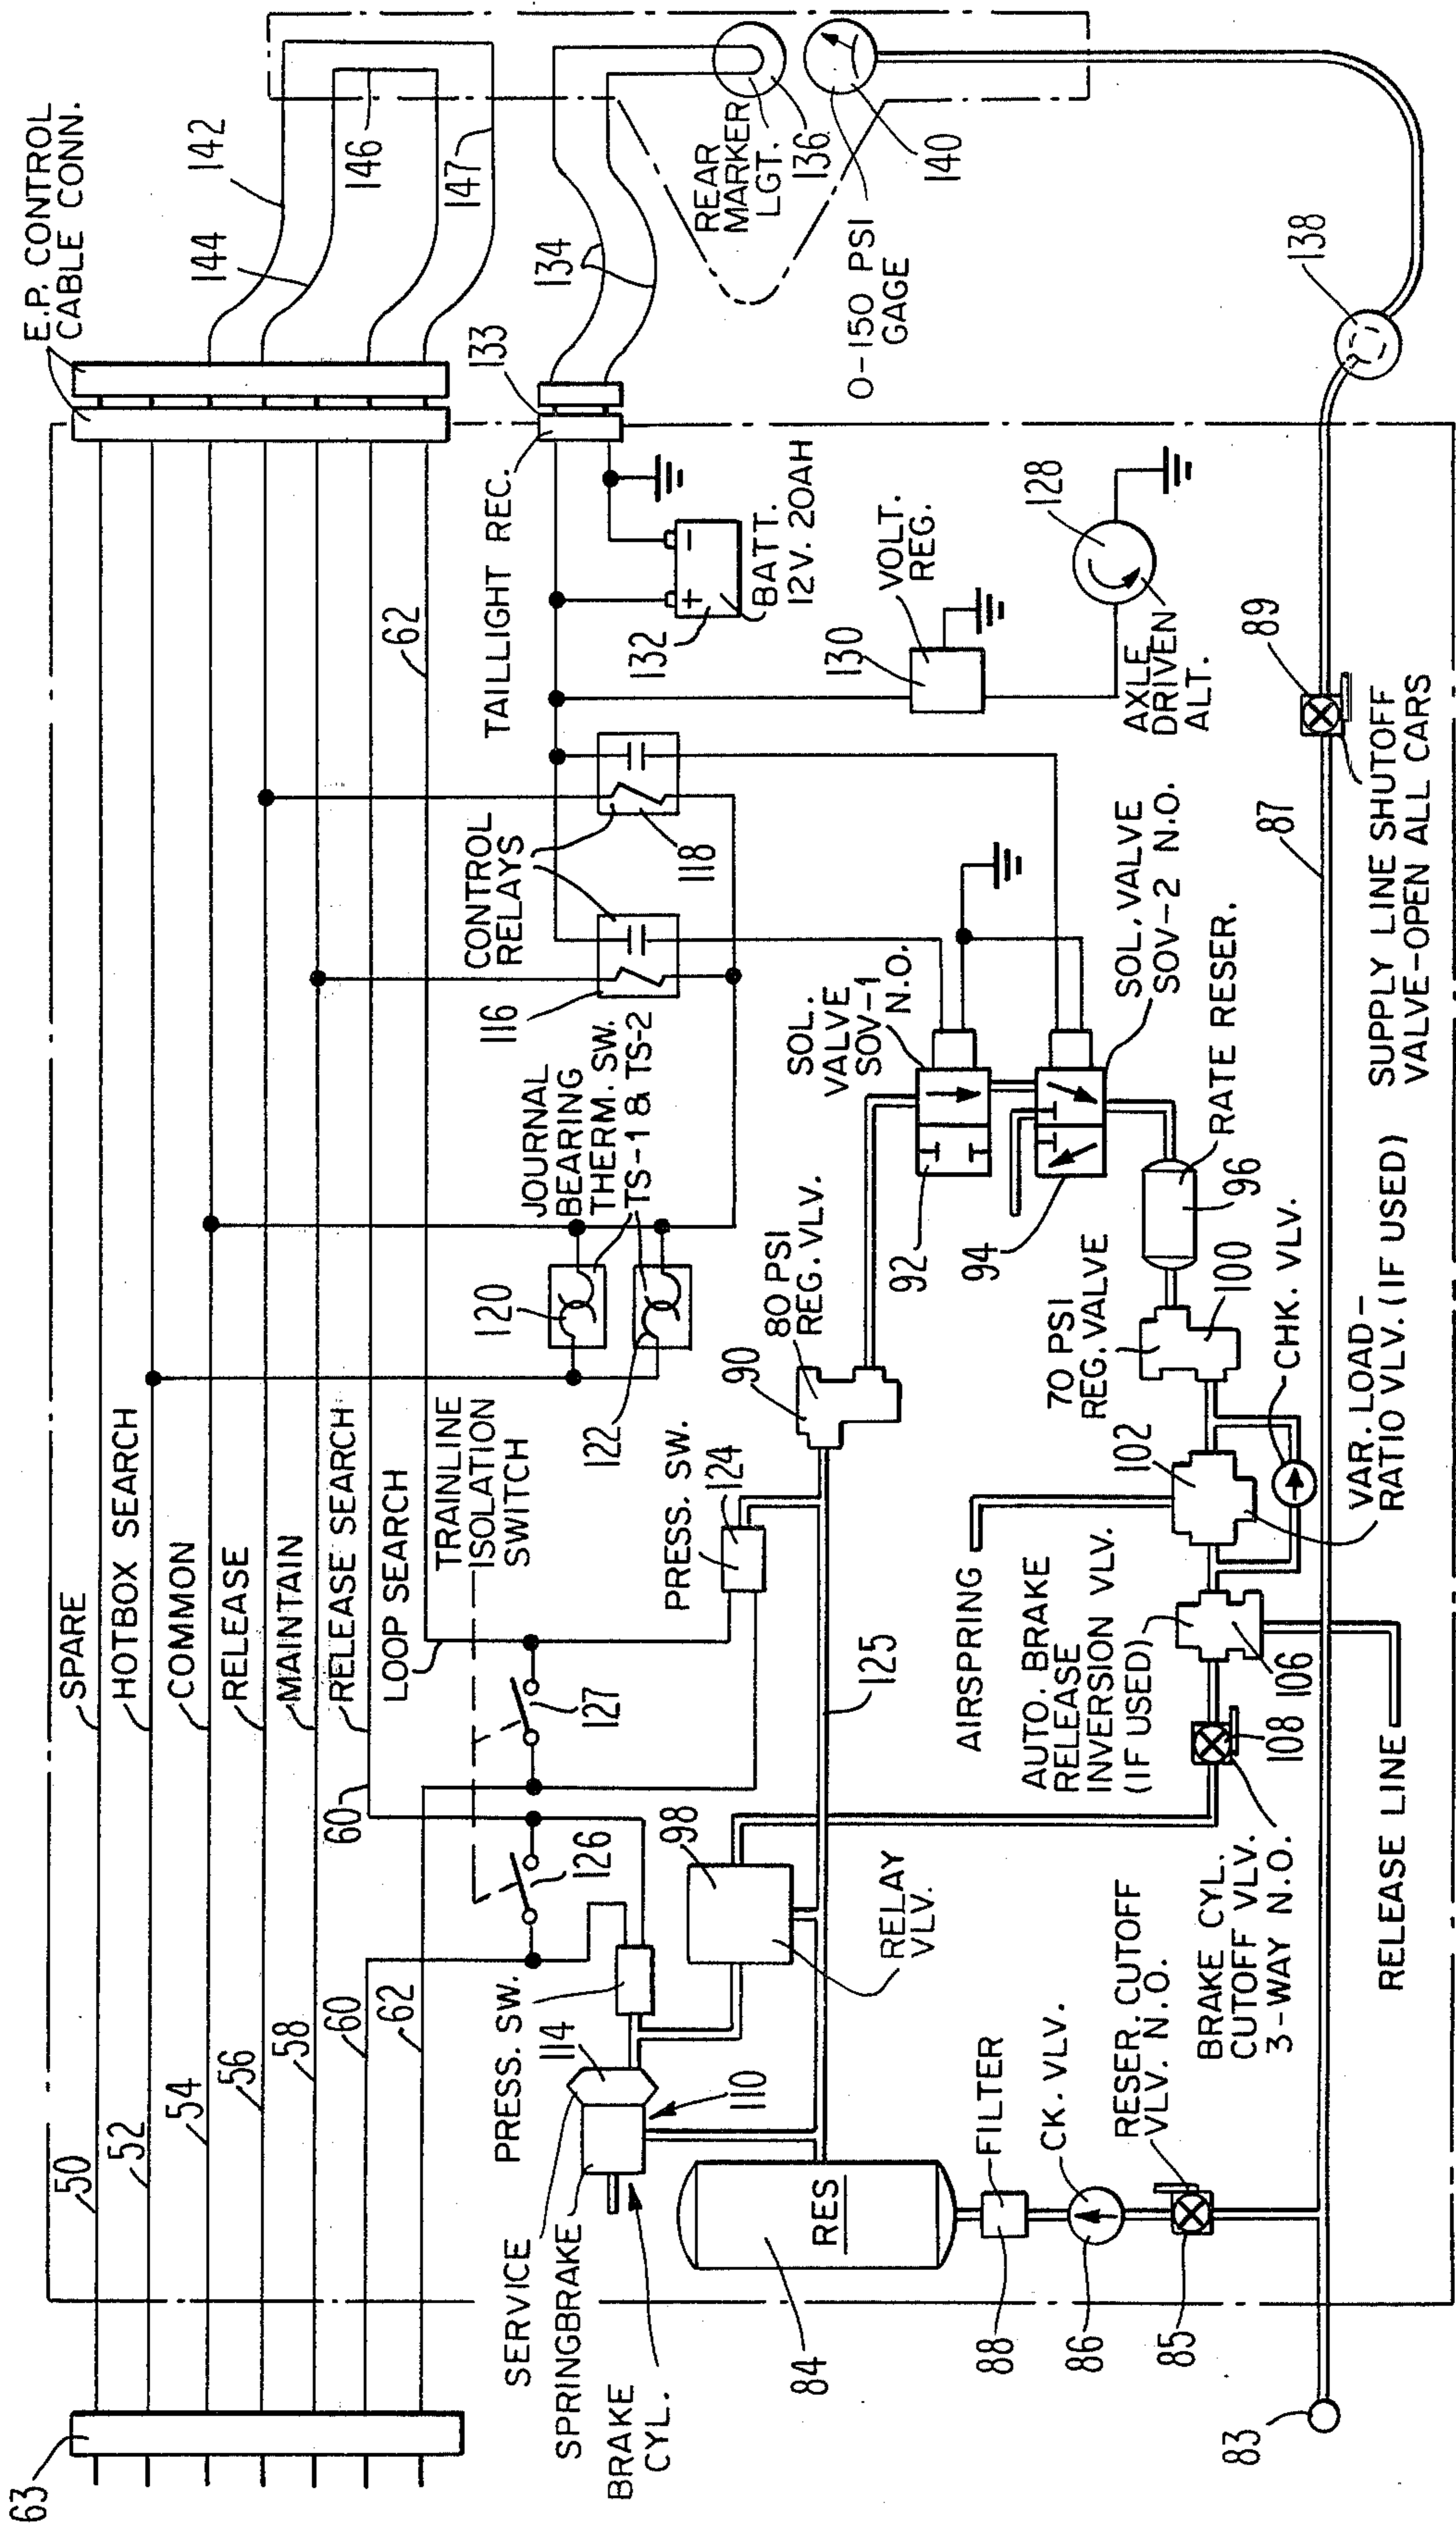 63
50
52
54
56
58
60
62
SPARE
HOTBOX SEARCH
COMMON
RELEASE
MAINTAIN
RELEASE SEARCH
LOOP SEARCH
60
62
E.P. CONTROL
CABLE CONN.
142
144
146
147
TRAINLINE
ISOLATION
SWITCH
126
127
SERVICE
SPRINGBRAKE
BRAKE
CYL.
PRESS. SW.
114
110
98
RELAY
VLV.
PRESS. SW.
124
125
120
122
JOURNAL
BEARING
THERM. SW.
TS-1 & TS-2
CONTROL
RELAYS
116
118
TAILLIGHT REC.
133
134
132
+
-
BATT.
12V. 20AH
VOLT.
REG.
130
128
AXLE
DRIVEN
ALT.
REAR
MARKER
LGT.
136
0-150 PSI
GAGE
140
138
90
80 PSI
REG. VLV.
SOL.
VALVE
SOV-1
N.O.
92
94
SOL. VALVE
SOV-2 N.O.
RATE RESER.
96
70 PSI
REG. VALVE
100
CHK. VLV.
102
VAR. LOAD-
RATIO VLV. (IF USED)
AIRSPRING
AUTO. BRAKE
RELEASE
INVERSION VLV.
(IF USED)
106
108
BRAKE CYL.
CUTOFF VLV.
3-WAY N.O.
RELEASE LINE
RES
84
FILTER
88
CK. VLV.
86
RESER. CUTOFF
VLV. N.O.
85
83
87
89
SUPPLY LINE SHUTOFF
VALVE-OPEN ALL CARS